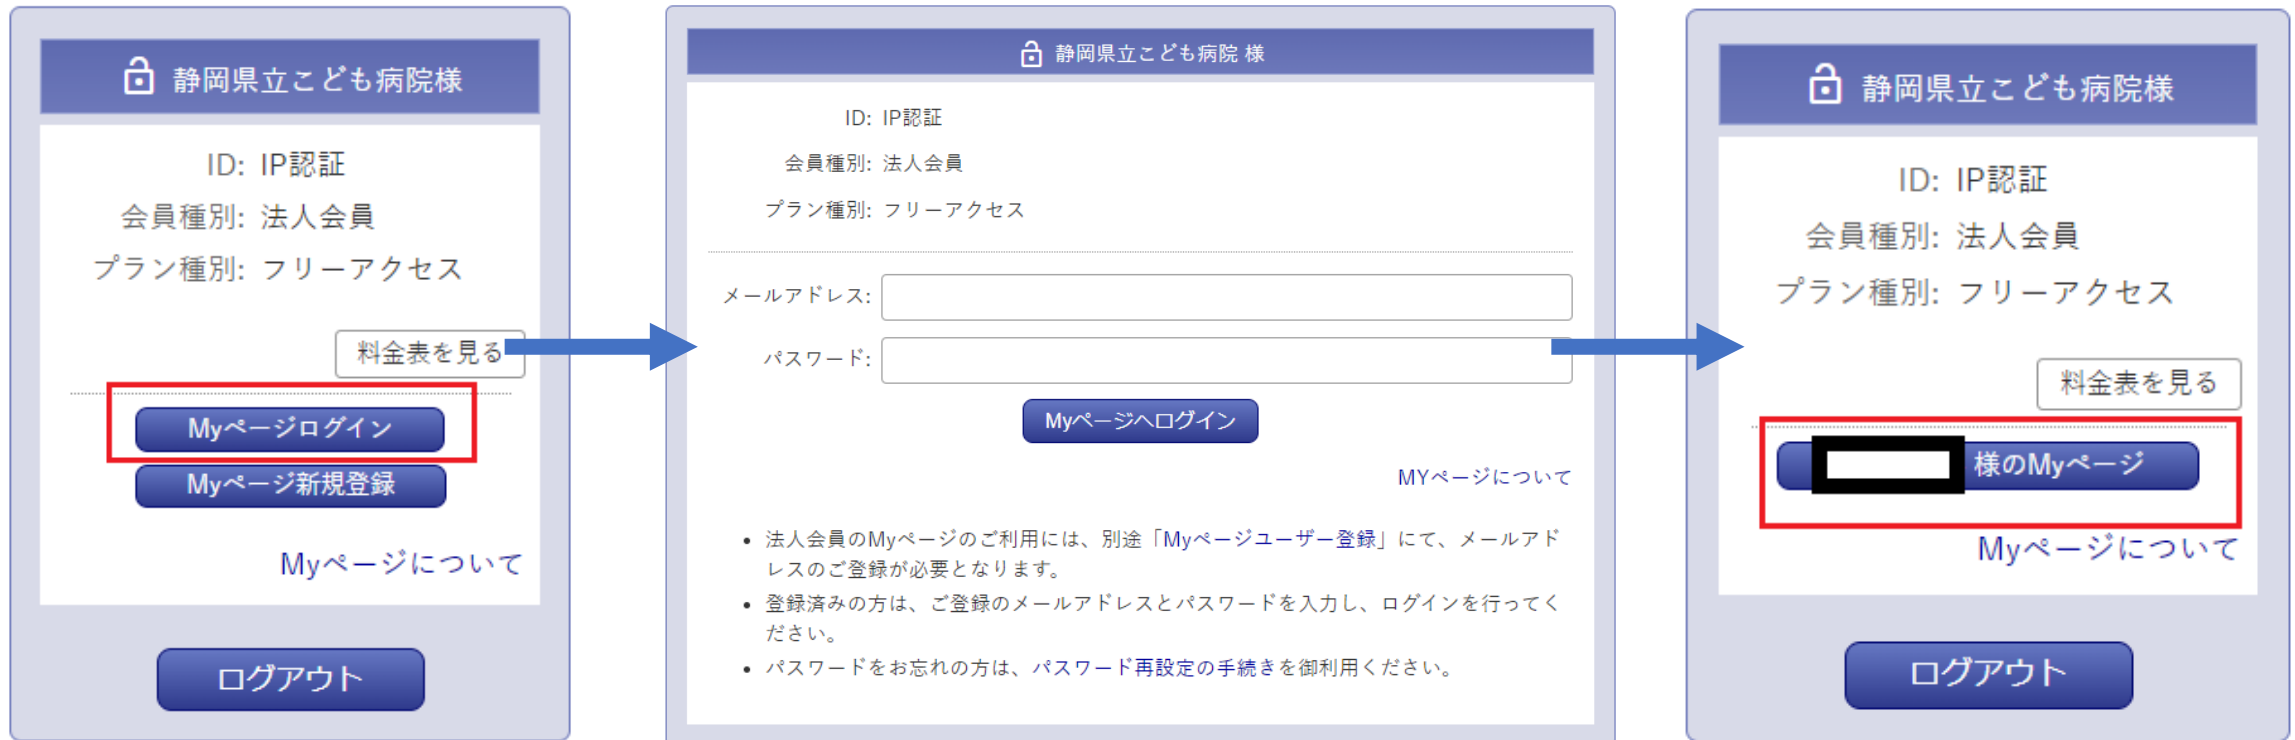 静岡県立こども病院様
ID: IP認証
会員種別: 法人会員
プラン種別: フリーアクセス
料金表を見る
Myページログイン
Myページ新規登録
Myページについて
ログアウト
静岡県立こども病院 様
ID: IP認証
会員種別: 法人会員
プラン種別: フリーアクセス
メールアドレス:
パスワード:
Myページへログイン
MYページについて
• 法人会員のMyページのご利用には、別途「Myページユーザー登録」にて、メールアド
レスのご登録が必要となります。
• 登録済みの方は、ご登録のメールアドレスとパスワードを入力し、ログインを行ってく
ださい。
• パスワードをお忘れの方は、パスワード再設定の手続きを御利用ください。
静岡県立こども病院様
ID: IP認証
会員種別: 法人会員
プラン種別: フリーアクセス
料金表を見る
様のMyページ
Myページについて
ログアウト